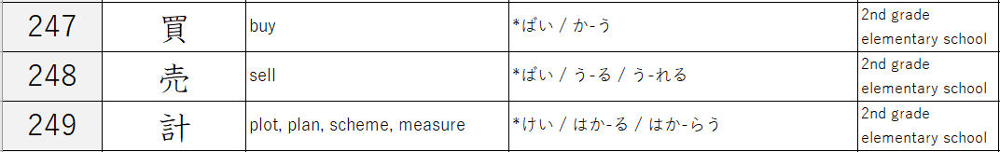 247 買 buy *ばい / か-う 2nd grade
elementary school
248 売 sell *ばい / う-る / う-れる 2nd grade
elementary school
249 計 plot, plan, scheme, measure *けい / はか-る / はか-らう 2nd grade
elementary school